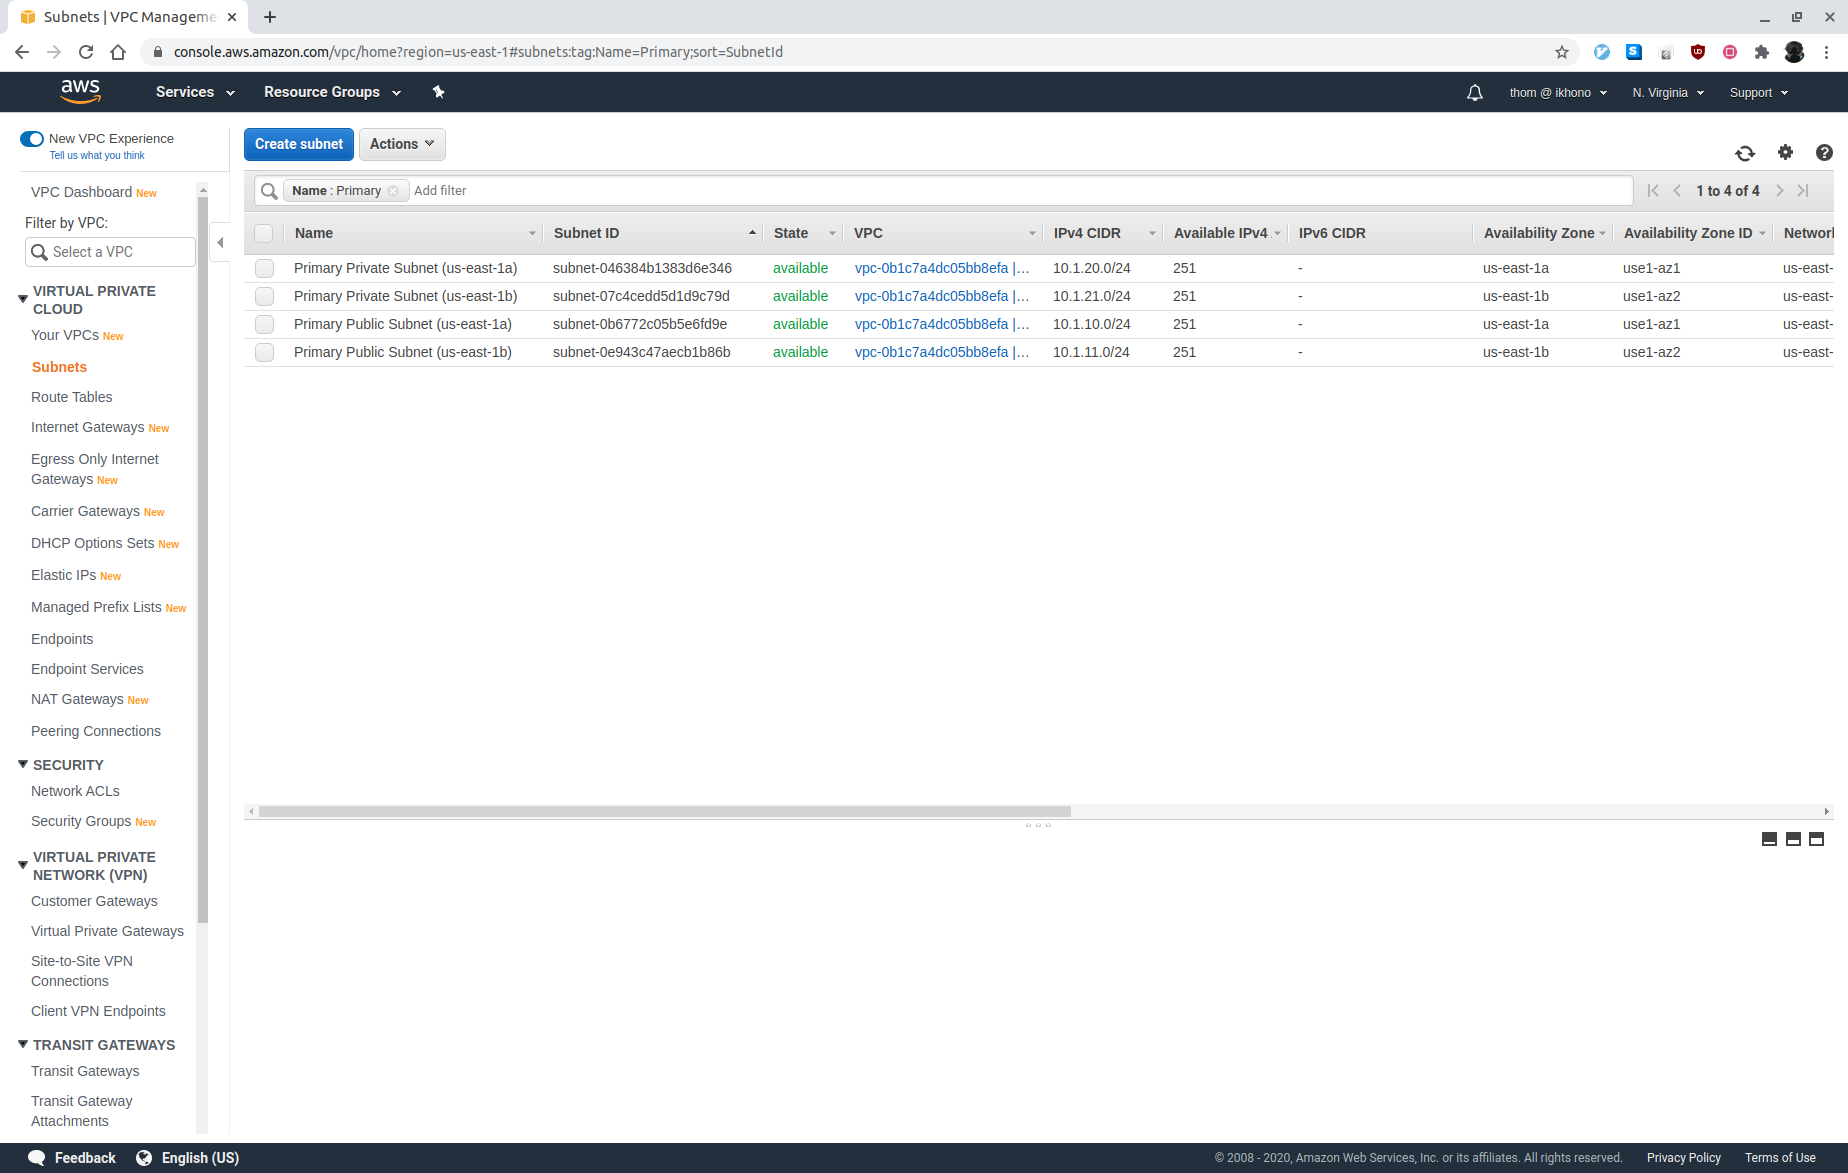 Subnets | VPC Manageme
console.aws.amazon.com/vpc/home?region=us-east-1#subnets:tag:Name=Primary;sort=SubnetId
aws Services Resource Groups thom @ ikhono N. Virginia Support
New VPC Experience
Tell us what you think
Create subnet Actions
Name : Primary Add filter 1 to 4 of 4
VPC Dashboard New
Filter by VPC:
Select a VPC
VIRTUAL PRIVATE
CLOUD
Your VPCs New
Subnets
Route Tables
Internet Gateways New
Egress Only Internet
Gateways New
Carrier Gateways New
DHCP Options Sets New
Elastic IPs New
Managed Prefix Lists New
Endpoints
Endpoint Services
NAT Gateways New
Peering Connections
SECURITY
Network ACLs
Security Groups New
VIRTUAL PRIVATE
NETWORK (VPN)
Customer Gateways
Virtual Private Gateways
Site-to-Site VPN
Connections
Client VPN Endpoints
TRANSIT GATEWAYS
Transit Gateways
Transit Gateway
Attachments
Name Subnet ID State VPC IPv4 CIDR Available IPv4 IPv6 CIDR Availability Zone Availability Zone ID Network
Primary Private Subnet (us-east-1a) subnet-046384b1383d6e346 available vpc-0b1c7a4dc05bb8efa |... 10.1.20.0/24 251 - us-east-1a use1-az1 us-east-
Primary Private Subnet (us-east-1b) subnet-07c4cedd5d1d9c79d available vpc-0b1c7a4dc05bb8efa |... 10.1.21.0/24 251 - us-east-1b use1-az2 us-east-
Primary Public Subnet (us-east-1a) subnet-0b6772c05b5e6fd9e available vpc-0b1c7a4dc05bb8efa |... 10.1.10.0/24 251 - us-east-1a use1-az1 us-east-
Primary Public Subnet (us-east-1b) subnet-0e943c47aecb1b86b available vpc-0b1c7a4dc05bb8efa |... 10.1.11.0/24 251 - us-east-1b use1-az2 us-east-
Feedback English (US) © 2008 - 2020, Amazon Web Services, Inc. or its affiliates. All rights reserved. Privacy Policy Terms of Use